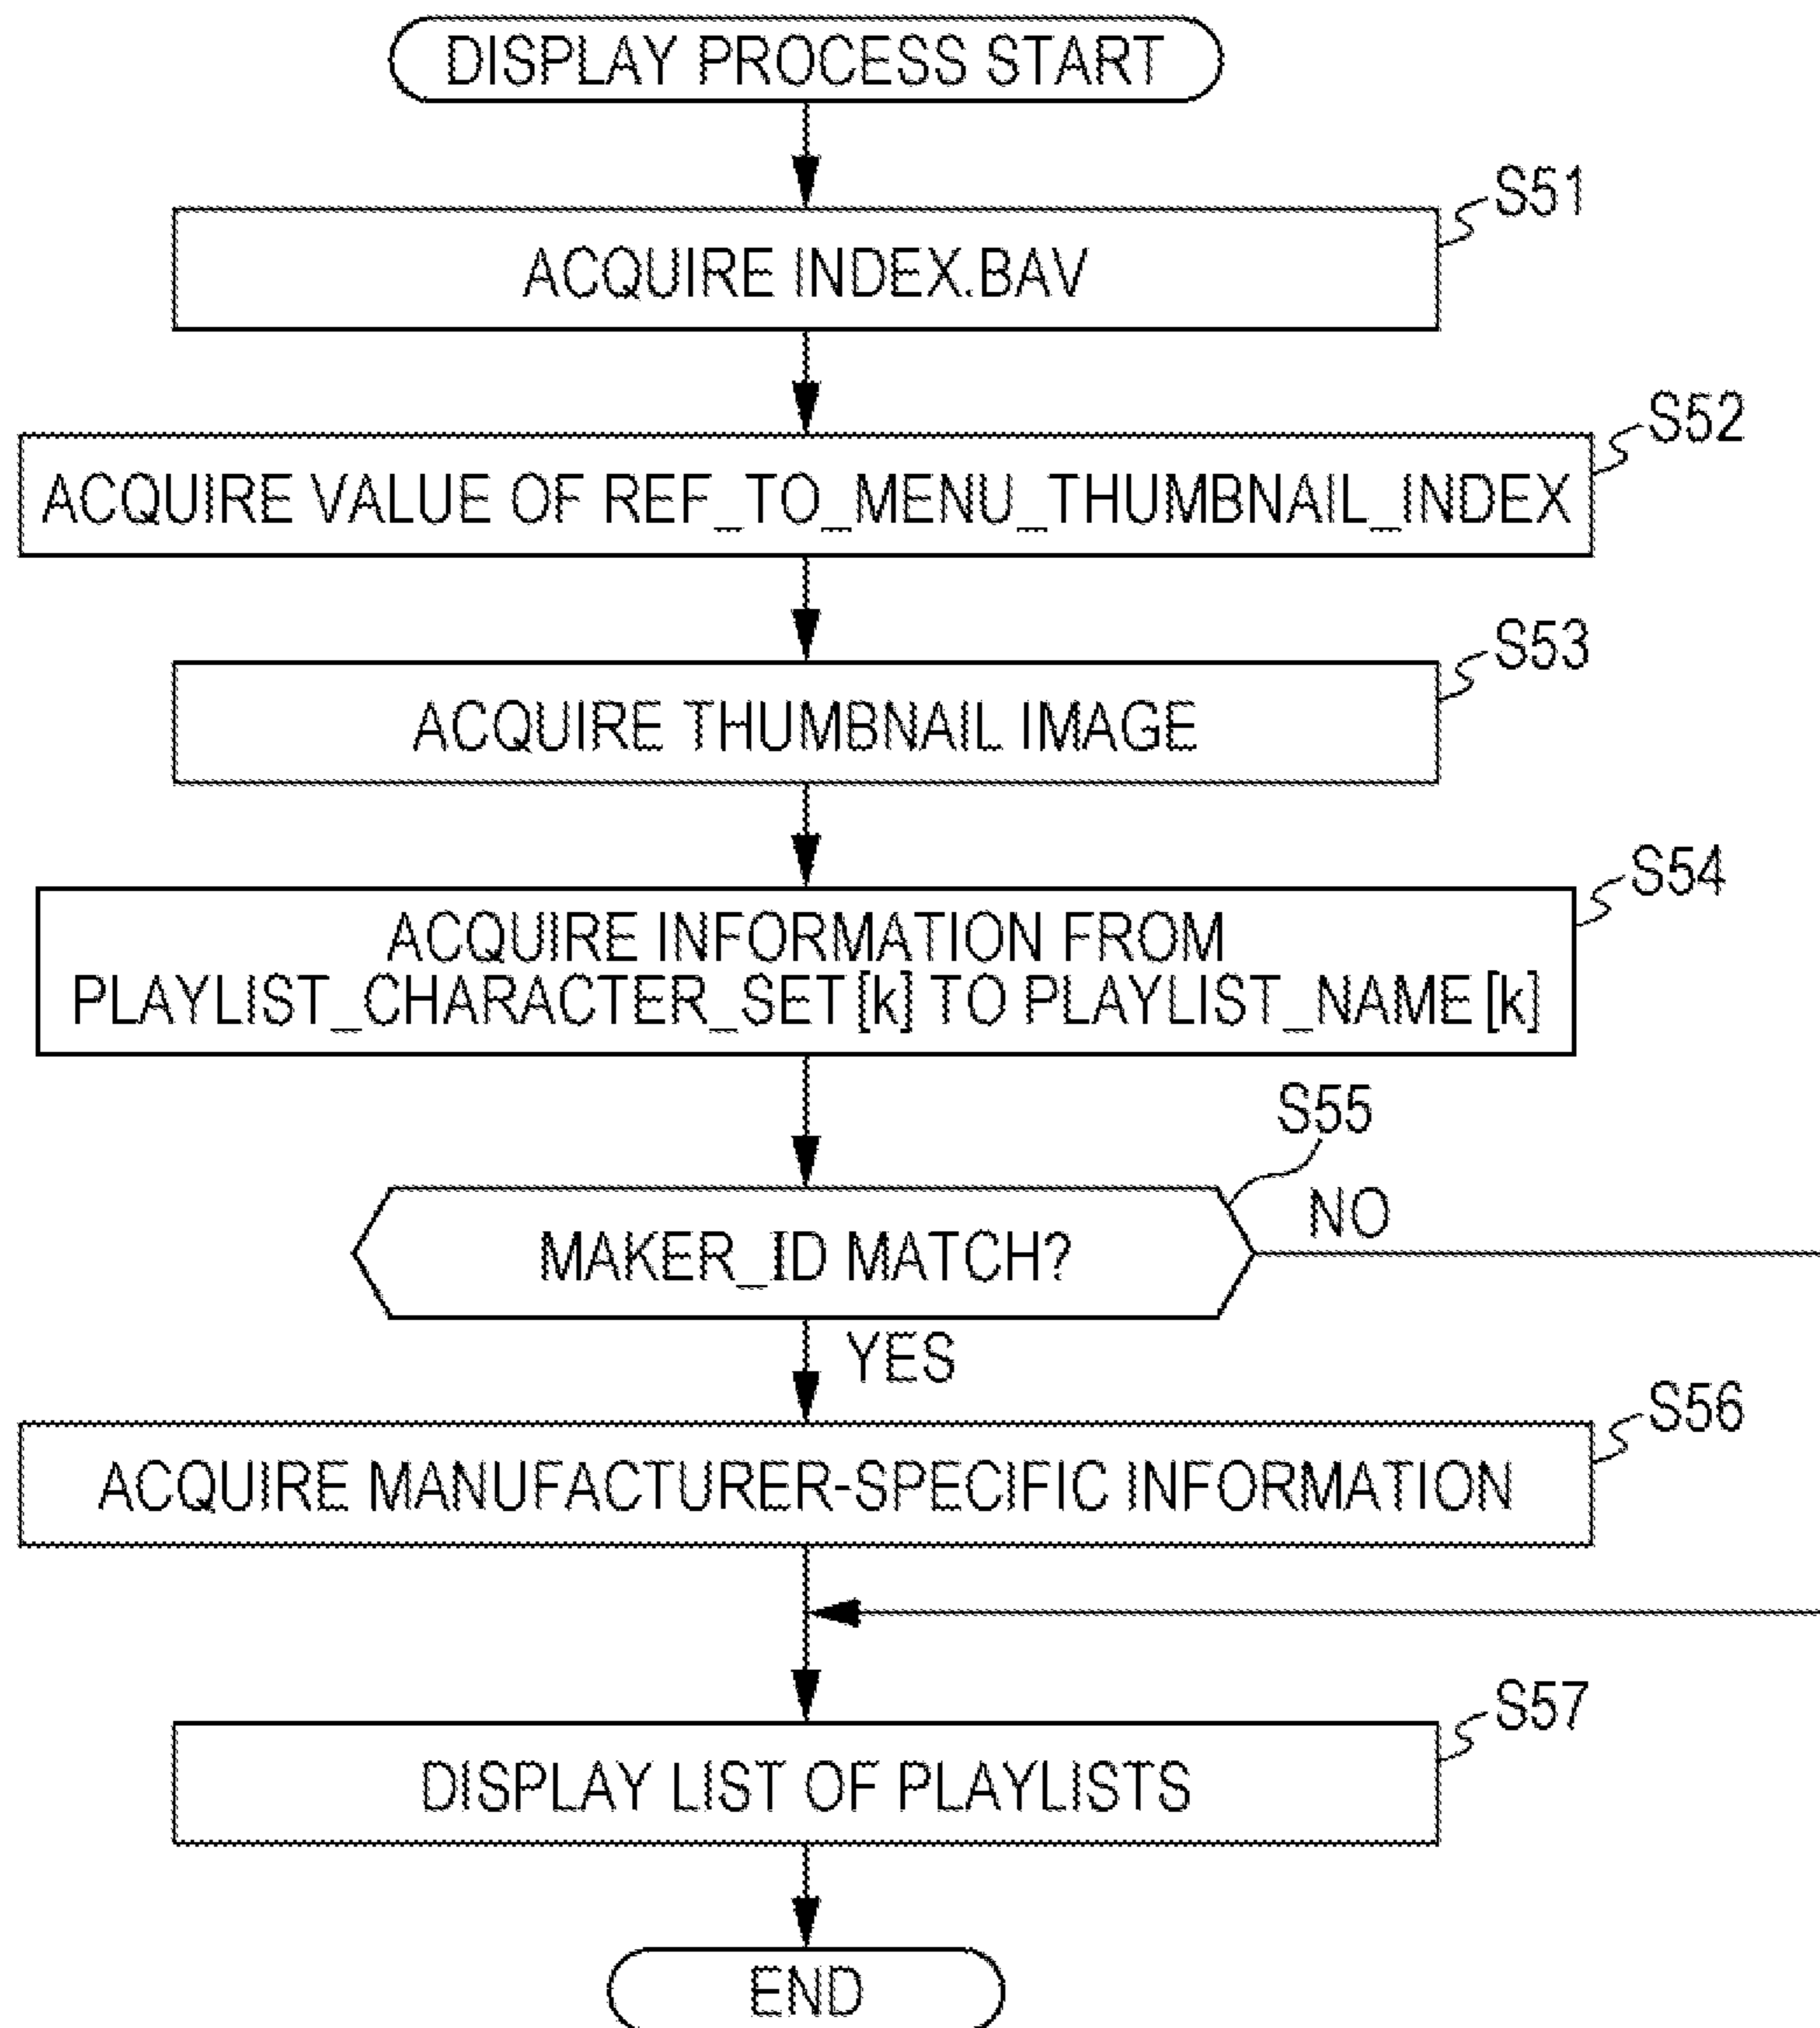 DISPLAY PROCESS START
S51
ACQUIRE INDEX.BAV
S52
ACQUIRE VALUE OF REF_TO_MENU_THUMBNAIL_INDEX
S53
ACQUIRE THUMBNAIL IMAGE
S54
ACQUIRE INFORMATION FROM
PLAYLIST_CHARACTER_SET [k] TO PLAYLIST_NAME [k]
S55
MAKER_ID MATCH?
NO
YES
S56
ACQUIRE MANUFACTURER-SPECIFIC INFORMATION
S57
DISPLAY LIST OF PLAYLISTS
END